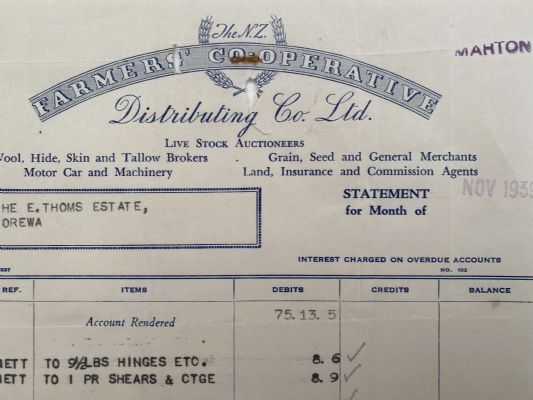 The N.Z.
MARTON
FARMERS' CO-OPERATIVE
Distributing Co. Ltd.
LIVE STOCK AUCTIONEERS
Wool, Hide, Skin and Tallow Brokers . Grain, Seed and General Merchants
Motor Car and Machinery Land, Insurance and Commission Agents
STATEMENT NOV 1939
for Month of
HE E.THOMS ESTATE,
OREWA
INTEREST CHARGED ON OVERDUE ACCOUNTS
NO. 102
REF. ITEMS DEBITS CREDITS BALANCE
Account Rendered 75.13.5
NETT TO 9½LBS HINGES ETC. 8.6
NETT TO 1 PR SHEARS & CTGE 8.9